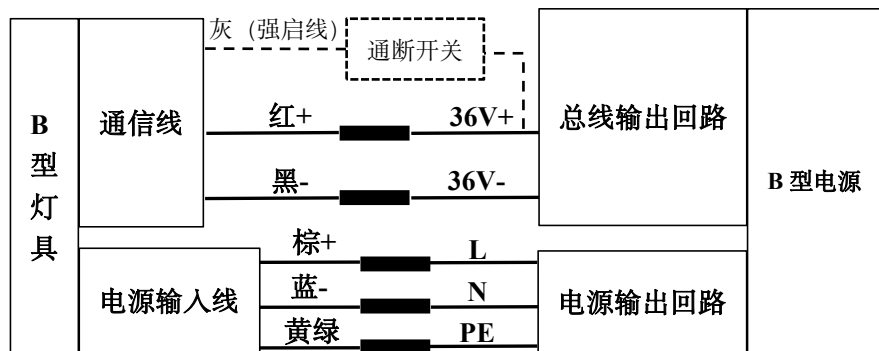 灰（强启线）
通断开关
B
型
灯
具
通信线
红+
36V+
总线输出回路
黑-
36V-
B 型电源
电源输入线
棕+
L
蓝-
N
黄绿
PE
电源输出回路